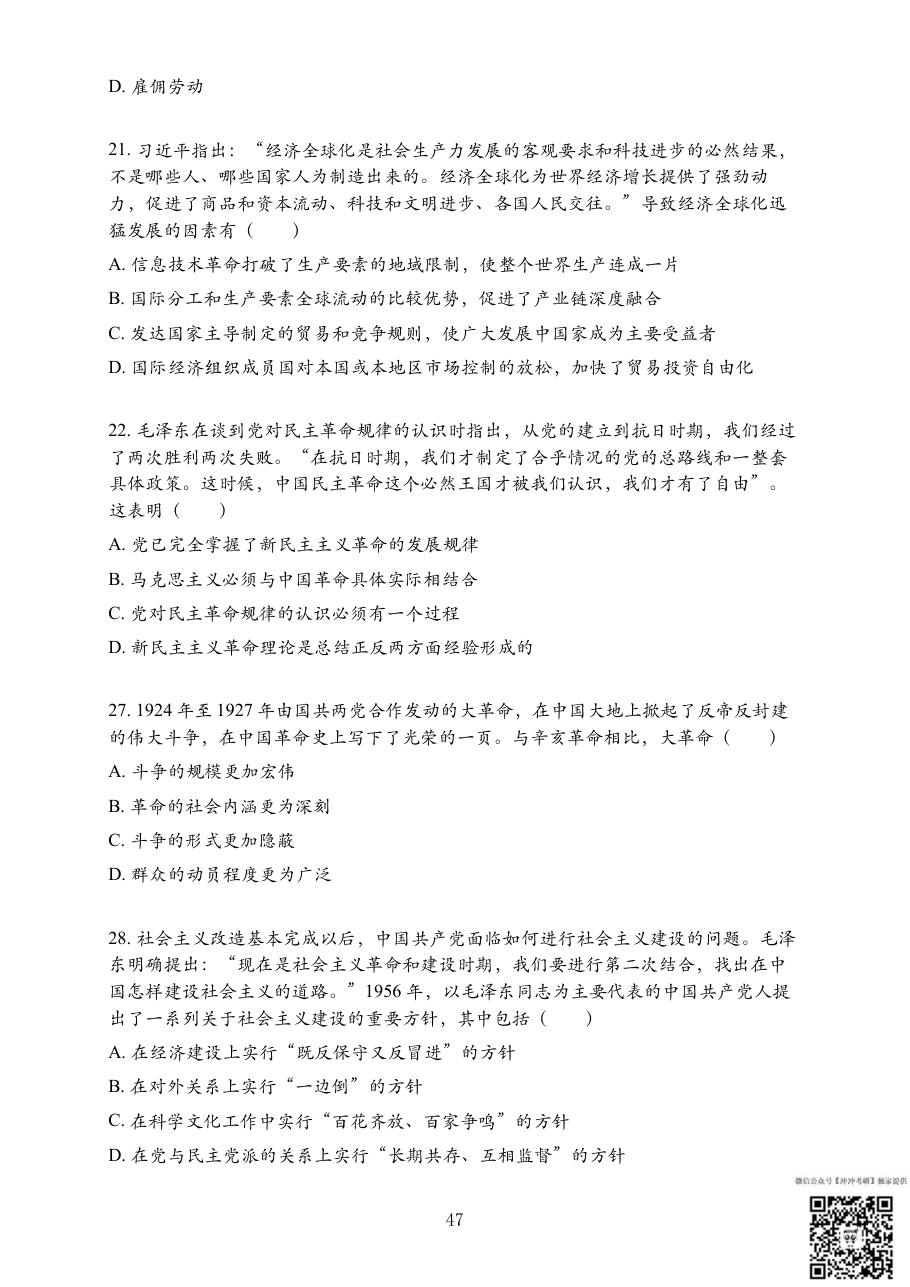 D. 雇佣劳动
21. 习近平指出：“经济全球化是社会生产力发展的客观要求和科技进步的必然结果，
不是哪些人、哪些国家人为制造出来的。经济全球化为世界经济增长提供了强劲动
力，促进了商品和资本流动、科技和文明进步、各国人民交往。”导致经济全球化迅
猛发展的因素有（　　）
A. 信息技术革命打破了生产要素的地域限制，使整个世界生产连成一片
B. 国际分工和生产要素全球流动的比较优势，促进了产业链深度融合
C. 发达国家主导制定的贸易和竞争规则，使广大发展中国家成为主要受益者
D. 国际经济组织成员国对本国或本地区市场控制的放松，加快了贸易投资自由化
22. 毛泽东在谈到党对民主革命规律的认识时指出，从党的建立到抗日时期，我们经过
了两次胜利两次失败。“在抗日时期，我们才制定了合乎情况的党的总路线和一整套
具体政策。这时候，中国民主革命这个必然王国才被我们认识，我们才有了自由”。
这表明（　　）
A. 党已完全掌握了新民主主义革命的发展规律
B. 马克思主义必须与中国革命具体实际相结合
C. 党对民主革命规律的认识必须有一个过程
D. 新民主主义革命理论是总结正反两方面经验形成的
27. 1924 年至 1927 年由国共两党合作发动的大革命，在中国大地上掀起了反帝反封建
的伟大斗争，在中国革命史上写下了光荣的一页。与辛亥革命相比，大革命（　　）
A. 斗争的规模更加宏伟
B. 革命的社会内涵更为深刻
C. 斗争的形式更加隐蔽
D. 群众的动员程度更为广泛
28. 社会主义改造基本完成以后，中国共产党面临如何进行社会主义建设的问题。毛泽
东明确提出：“现在是社会主义革命和建设时期，我们要进行第二次结合，找出在中
国怎样建设社会主义的道路。”1956 年，以毛泽东同志为主要代表的中国共产党人提
出了一系列关于社会主义建设的重要方针，其中包括（　　）
A. 在经济建设上实行“既反保守又反冒进”的方针
B. 在对外关系上实行“一边倒”的方针
C. 在科学文化工作中实行“百花齐放、百家争鸣”的方针
D. 在党与民主党派的关系上实行“长期共存、互相监督”的方针
微信公众号【冲冲考研】独家提供
47